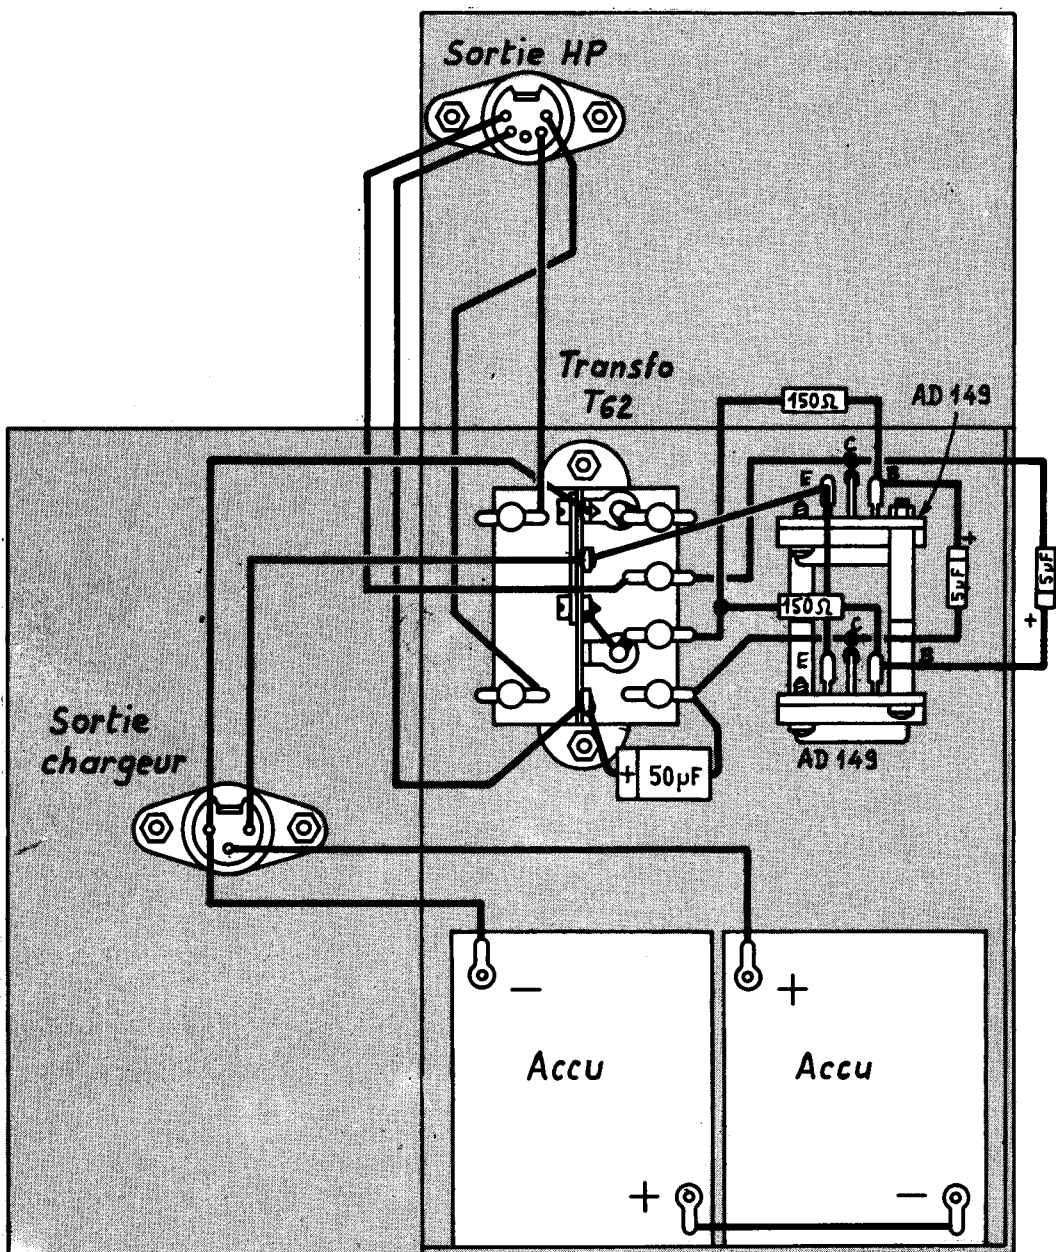 Sortie HP
Transfo
T62
150Ω
AD 149
C
E
B
+
5µF
5µF
150Ω
+
C
E
B
AD 149
Sortie
chargeur
+ 50µF
−
+
Accu
Accu
+
−